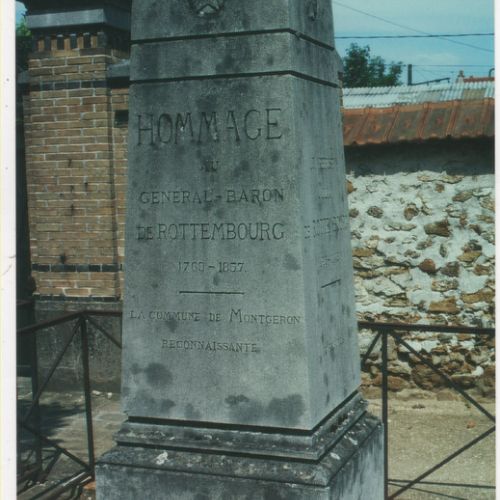 HOMMAGE
AU
GENERAL-BARON
DE ROTTEMBOURG
1769-1857.
LA COMMUNE DE MONTGERON
RECONNAISSANTE